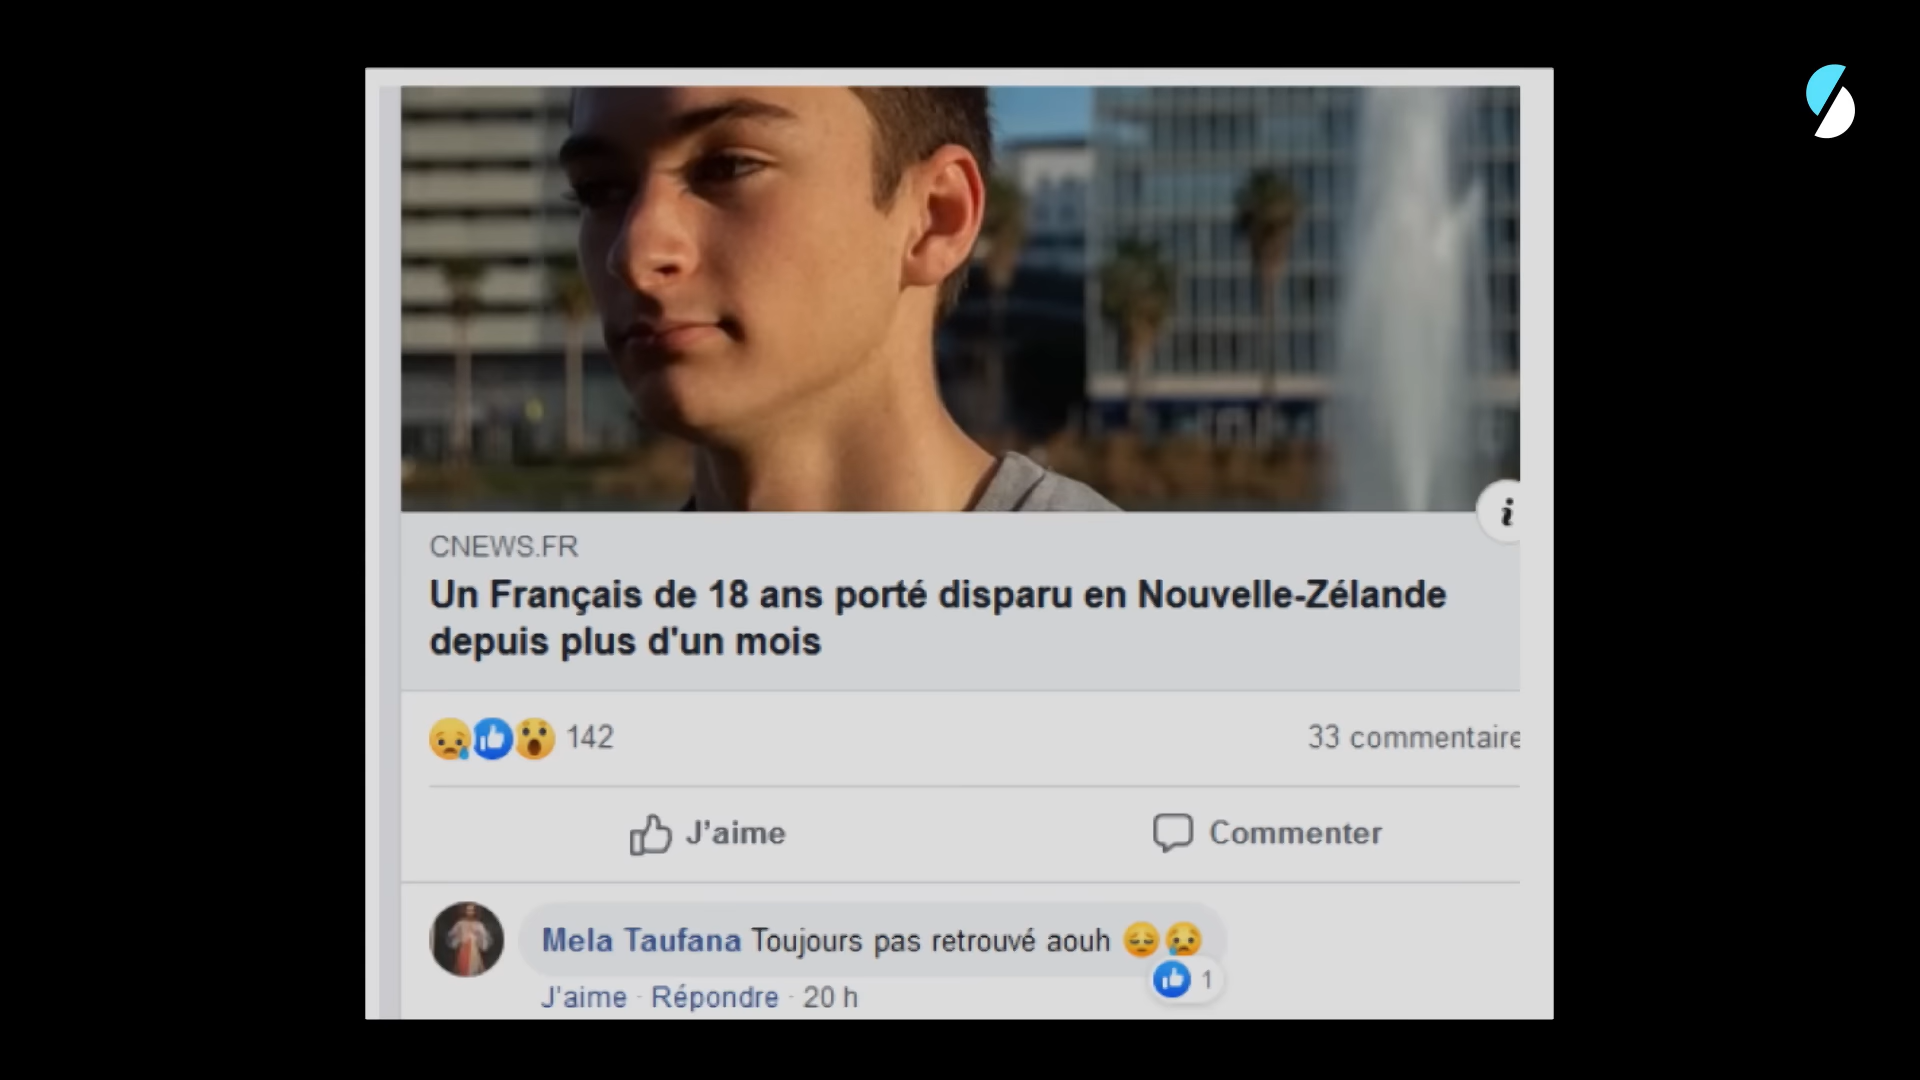 CNEWS.FR
Un Français de 18 ans porté disparu en Nouvelle-Zélande
depuis plus d'un mois
142
33 commentaire
J'aime
Commenter
Mela Taufana Toujours pas retrouvé aouh 😔😢
1
J'aime · Répondre · 20 h